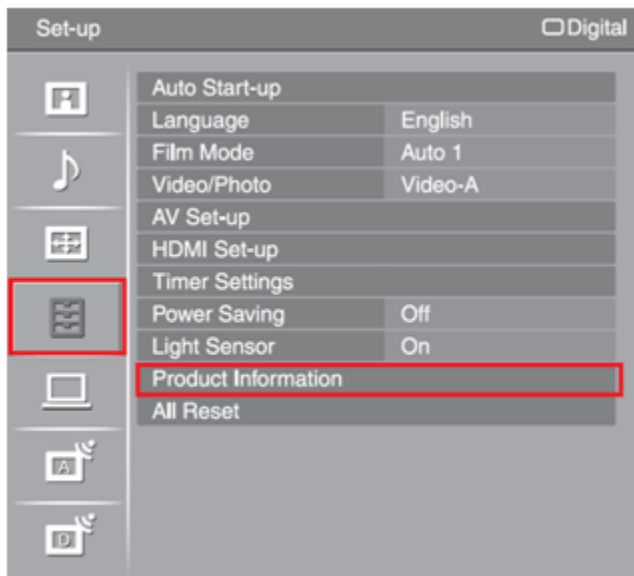 Set-up Digital
Auto Start-up
Language English
Film Mode Auto 1
Video/Photo Video-A
AV Set-up
HDMI Set-up
Timer Settings
Power Saving Off
Light Sensor On
Product Information
All Reset
A
D